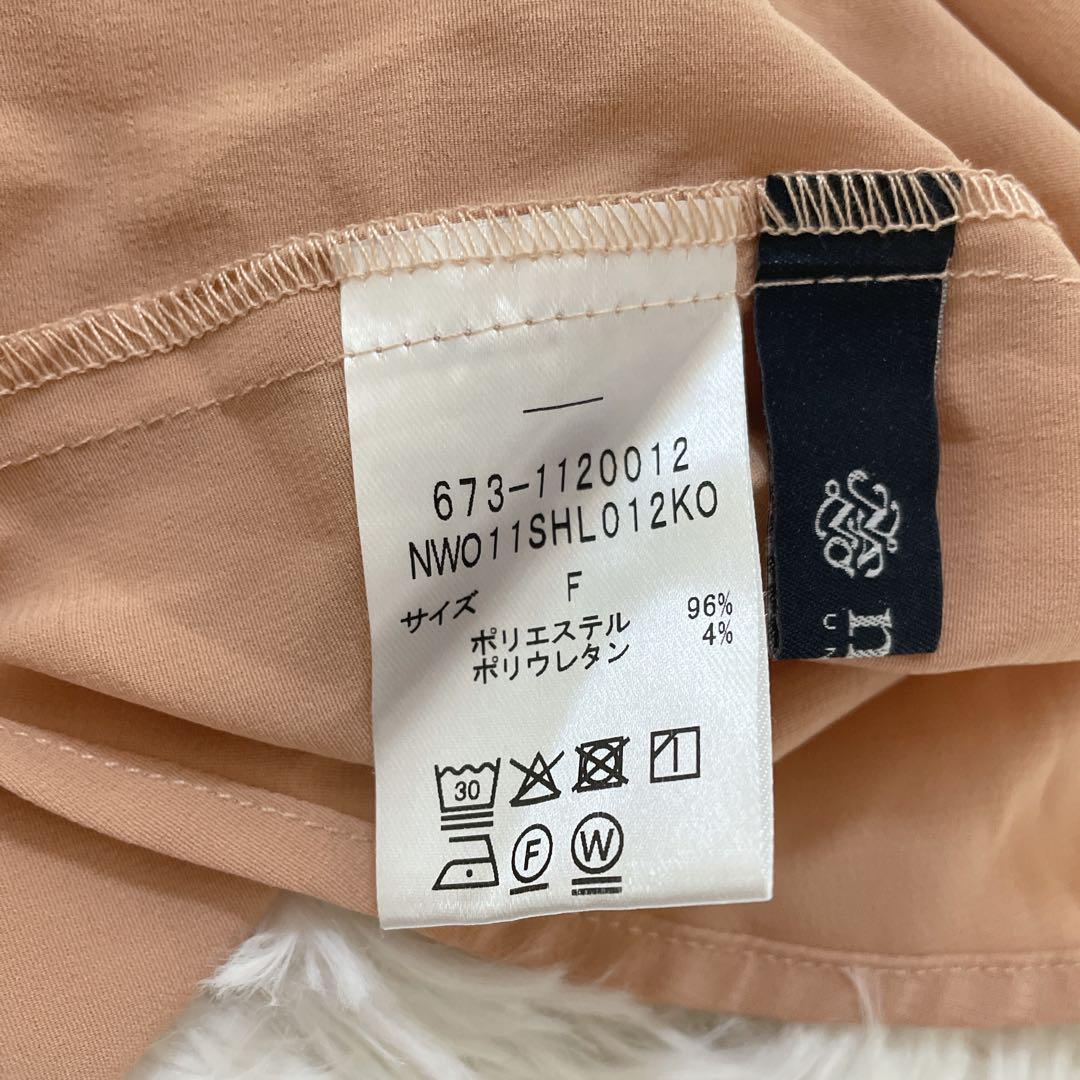 673-1120012
NW011SHL012KO
サイズ F
ポリエステル 96%
ポリウレタン 4%
30
F W
n